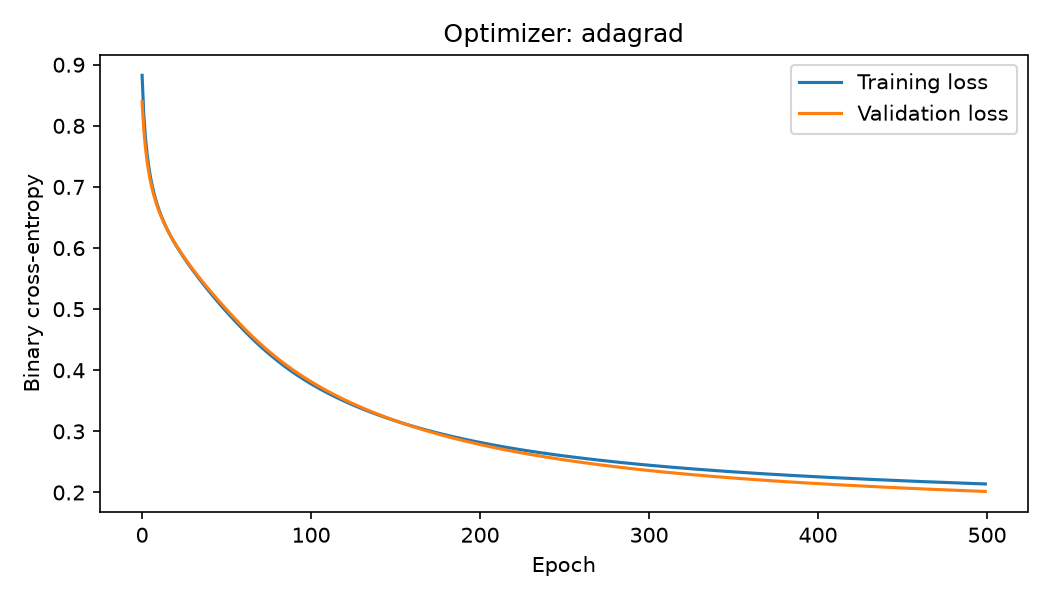 Optimizer: adagrad
Training loss
Validation loss
Binary cross-entropy
0.9
0.8
0.7
0.6
0.5
0.4
0.3
0.2
0 100 200 300 400 500
Epoch